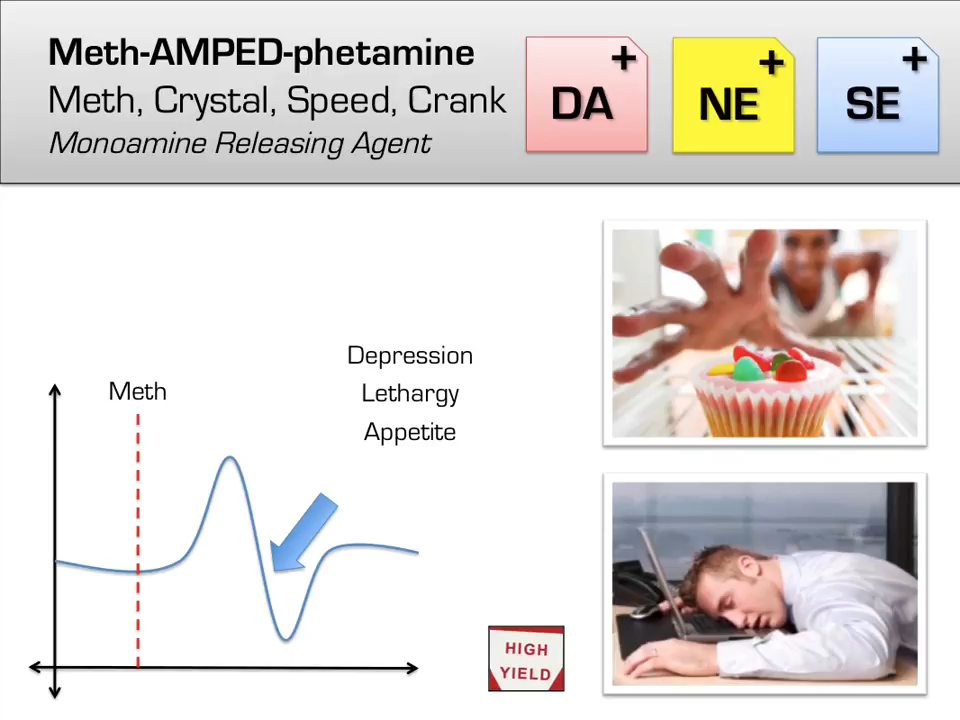 Meth-AMPED-phetamine
Meth, Crystal, Speed, Crank
Monoamine Releasing Agent
DA+
NE+
SE+
Depression
Lethargy
Appetite
Meth
HIGH
YIELD